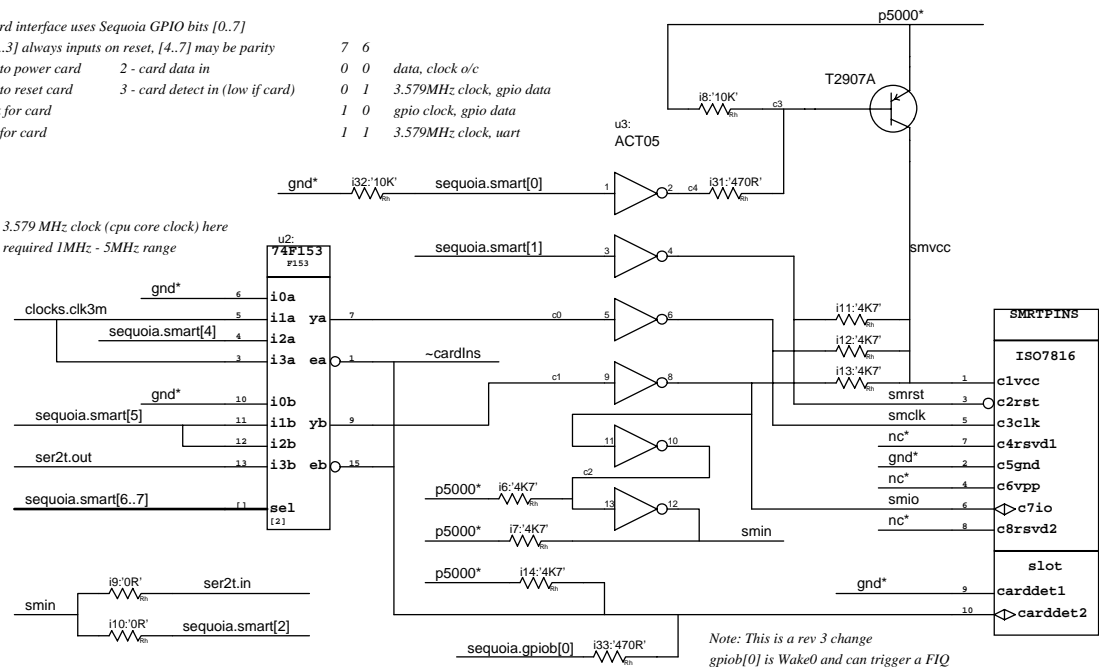 rd interface uses Sequoia GPIO bits [0..7]
..3] always inputs on reset, [4..7] may be parity
to power card 2 - card data in
to reset card 3 - card detect in (low if card)
for card
for card
7 6
0 0 data, clock o/c
0 1 3.579MHz clock, gpio data
1 0 gpio clock, gpio data
1 1 3.579MHz clock, uart
p5000*
T2907A
i8:'10K'
Rh
c3
u3:
ACT05
gnd*
i32:'10K'
Rh
sequoia.smart[0]
1
2
c4
i31:'470R'
Rh
3.579 MHz clock (cpu core clock) here
required 1MHz - 5MHz range
sequoia.smart[1]
3
4
smvcc
u2:
74F153
F153
gnd*
6
i0a
clocks.clk3m
5
i1a
ya
7
c0
5
6
sequoia.smart[4]
4
i2a
3
i3a
ea
1
~cardIns
i11:'4K7'
Rh
i12:'4K7'
Rh
i13:'4K7'
Rh
gnd*
10
i0b
c1
9
8
sequoia.smart[5]
11
i1b
yb
9
12
i2b
11
10
ser2t.out
13
i3b
eb
15
c2
sequoia.smart[6..7]
[]
sel
[2]
p5000*
i6:'4K7'
Rh
13
12
p5000*
i7:'4K7'
Rh
smin
p5000*
i14:'4K7'
Rh
SMRTPINS
ISO7816
1
c1vcc
smrst
3
c2rst
smclk
5
c3clk
nc*
7
c4rsvd1
gnd*
2
c5gnd
nc*
4
c6vpp
smio
6
c7io
nc*
8
c8rsvd2
slot
gnd*
9
carddet1
10
carddet2
smin
i9:'0R'
Rh
ser2t.in
i10:'0R'
Rh
sequoia.smart[2]
sequoia.gpiob[0]
i33:'470R'
Rh
Note: This is a rev 3 change
gpiob[0] is Wake0 and can trigger a FIQ